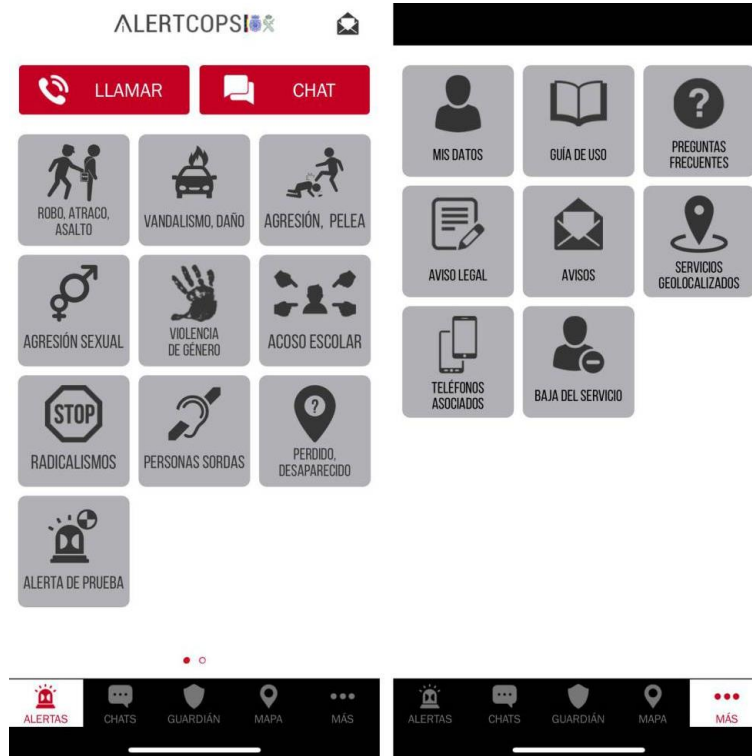 ALERTCOPS
LLAMAR
CHAT
ROBO, ATRACO,
ASALTO
VANDALISMO, DAÑO
AGRESIÓN, PELEA
AGRESIÓN SEXUAL
VIOLENCIA
DE GÉNERO
ACOSO ESCOLAR
STOP
RADICALISMOS
PERSONAS SORDAS
?
PERDIDO,
DESAPARECIDO
ALERTA DE PRUEBA
ALERTAS
CHATS
GUARDIÁN
MAPA
MÁS
MIS DATOS
GUÍA DE USO
?
PREGUNTAS
FRECUENTES
AVISO LEGAL
AVISOS
SERVICIOS
GEOLOCALIZADOS
TELÉFONOS
ASOCIADOS
BAJA DEL SERVICIO
ALERTAS
CHATS
GUARDIÁN
MAPA
MÁS